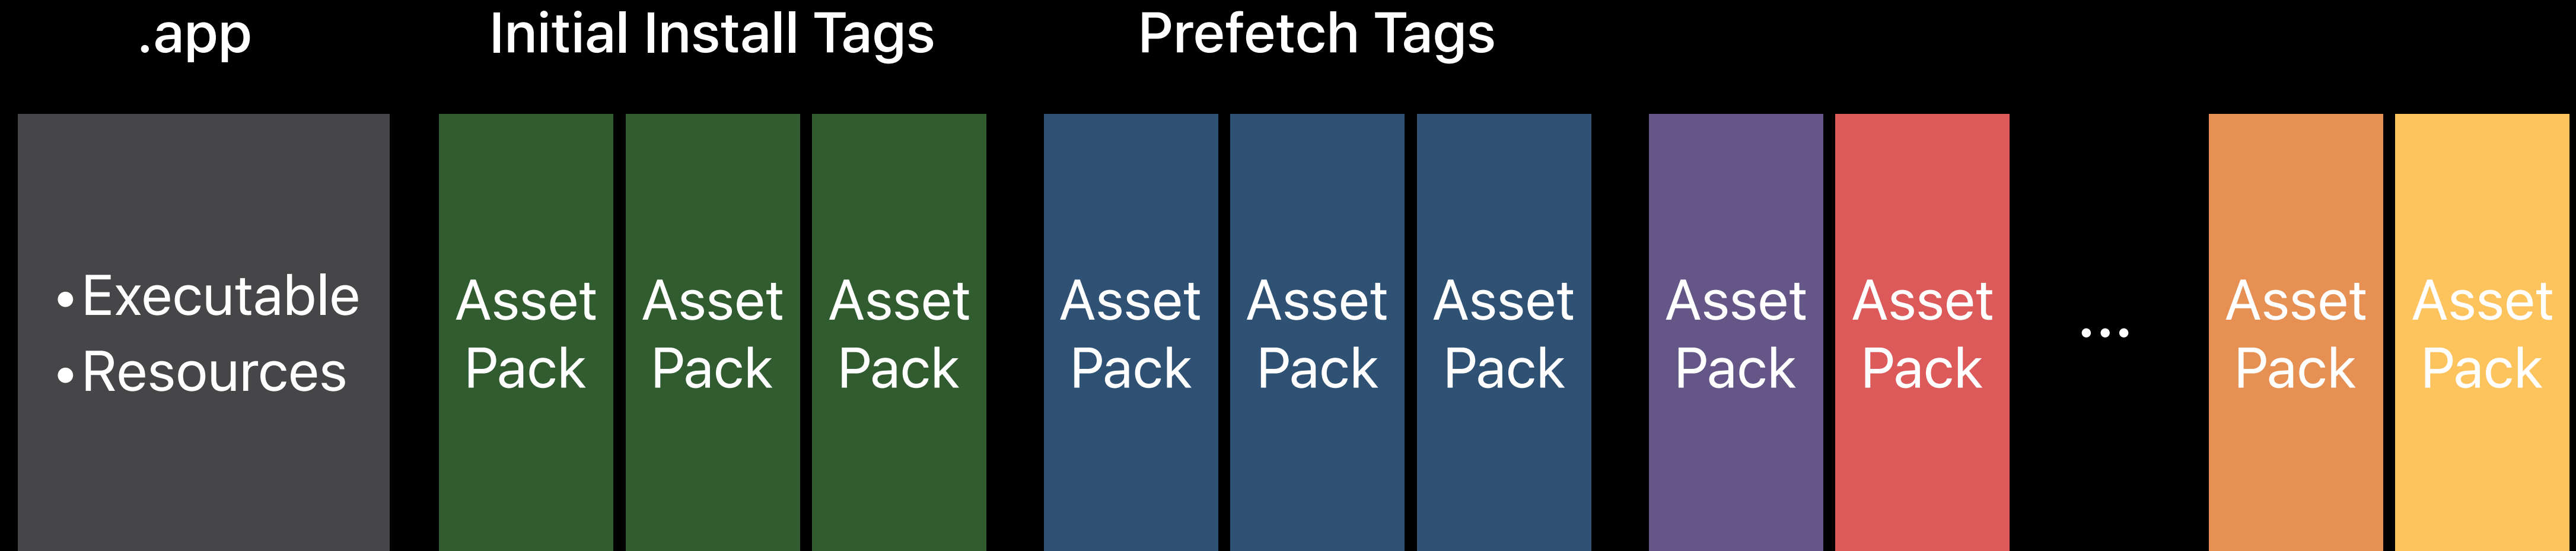 .app
Initial Install Tags
Prefetch Tags
•Executable
•Resources
Asset
Pack
Asset
Pack
Asset
Pack
Asset
Pack
Asset
Pack
Asset
Pack
Asset
Pack
Asset
Pack
...
Asset
Pack
Asset
Pack